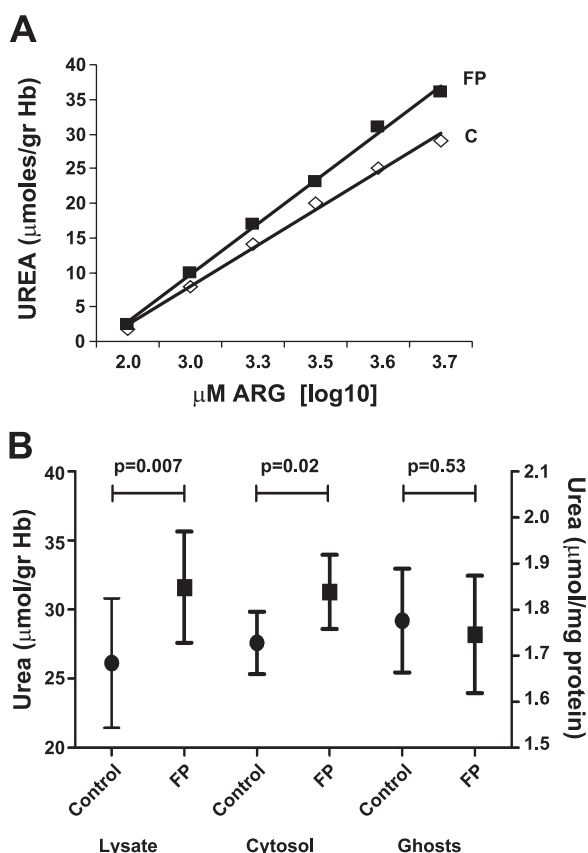 A
UREA (μmoles/gr Hb)
40
35
30
25
20
15
10
5
0
FP
C
2.0 3.0 3.3 3.5 3.6 3.7
μM ARG [log10]
B
p=0.007 p=0.02 p=0.53
Urea (μmol/gr Hb)
40
35
30
25
20
2.1
2.0
1.9
1.8
1.7
1.6
1.5
Urea (μmol/mg protein)
Control FP Control FP Control FP
Lysate Cytosol Ghosts